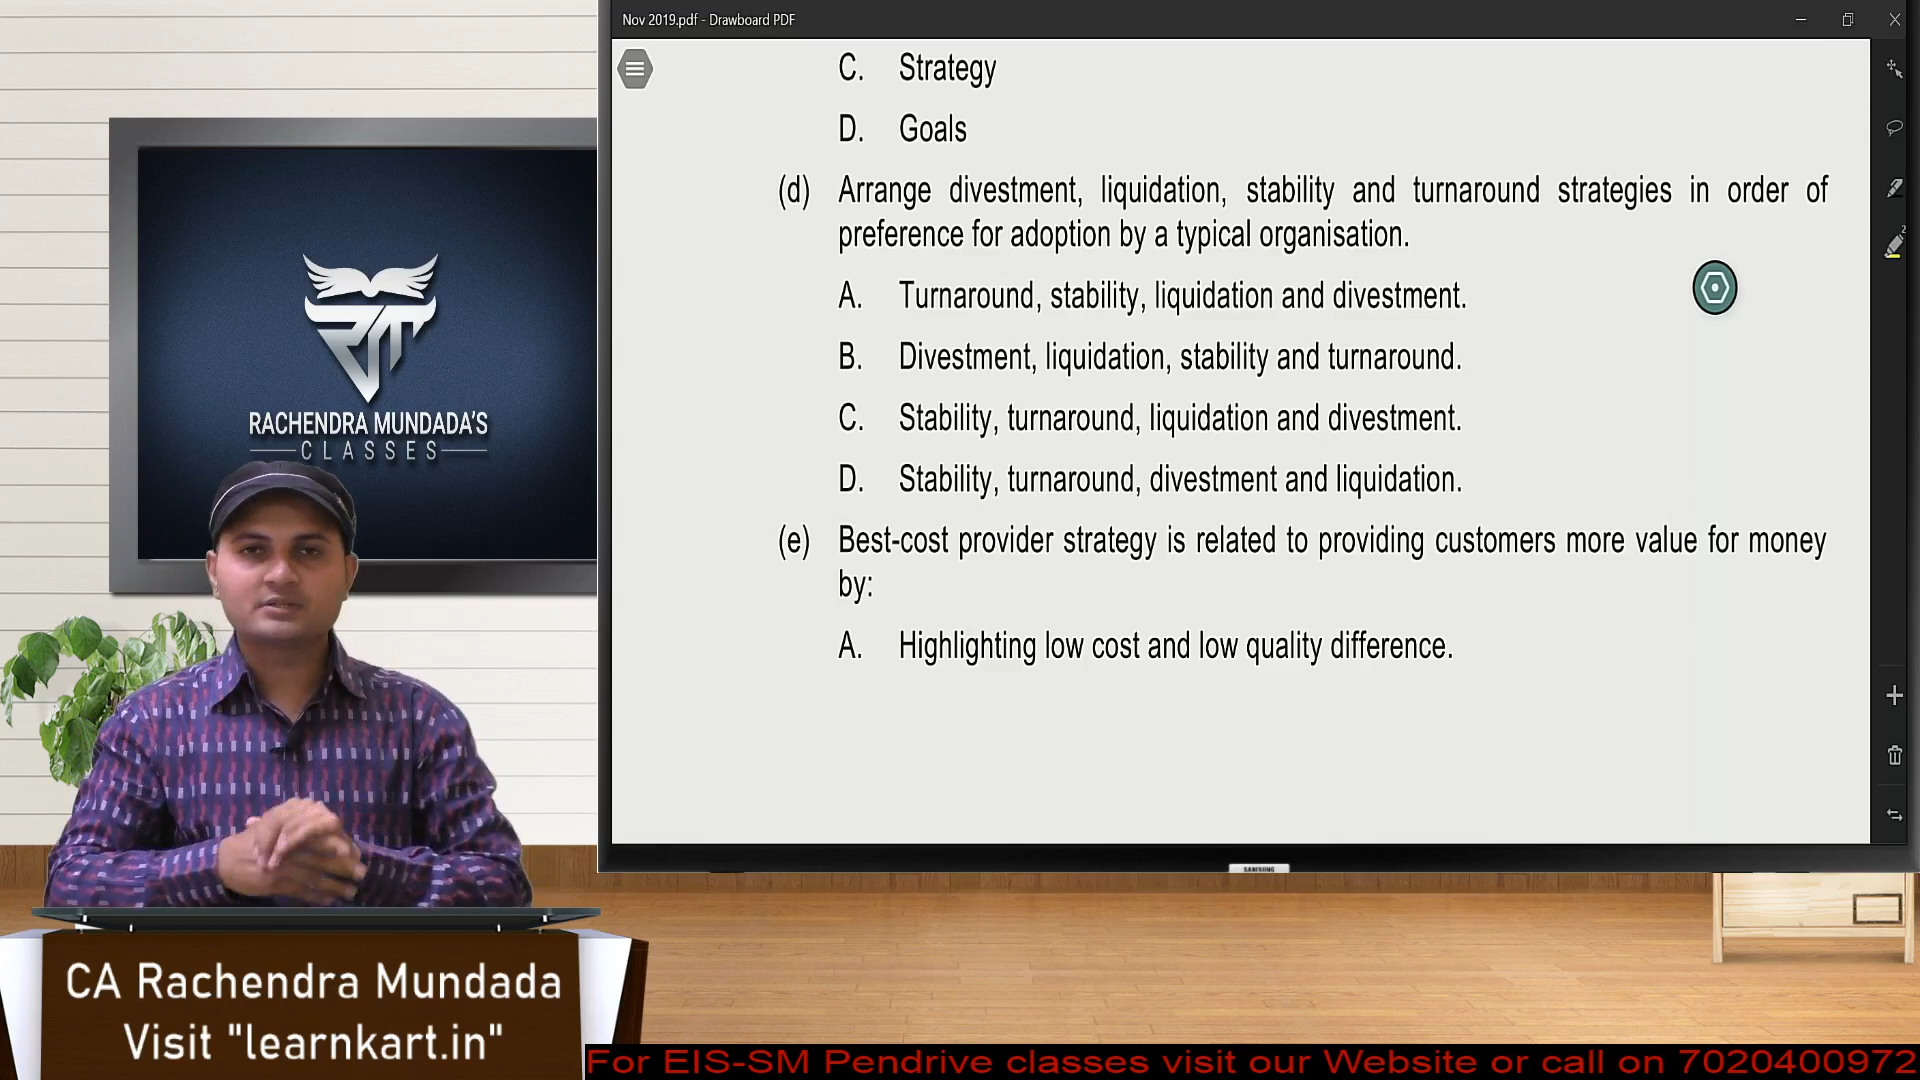 Nov 2019.pdf - Drawboard PDF
C. Strategy
D. Goals
(d) Arrange divestment, liquidation, stability and turnaround strategies in order of
preference for adoption by a typical organisation.
A. Turnaround, stability, liquidation and divestment.
B. Divestment, liquidation, stability and turnaround.
C. Stability, turnaround, liquidation and divestment.
D. Stability, turnaround, divestment and liquidation.
(e) Best-cost provider strategy is related to providing customers more value for money
by:
A. Highlighting low cost and low quality difference.
2
RACHENDRA MUNDADA'S
CLASSES
SAMSUNG
CA Rachendra Mundada
Visit "learnkart.in"
For EIS-SM Pendrive classes visit our Website or call on 7020400972